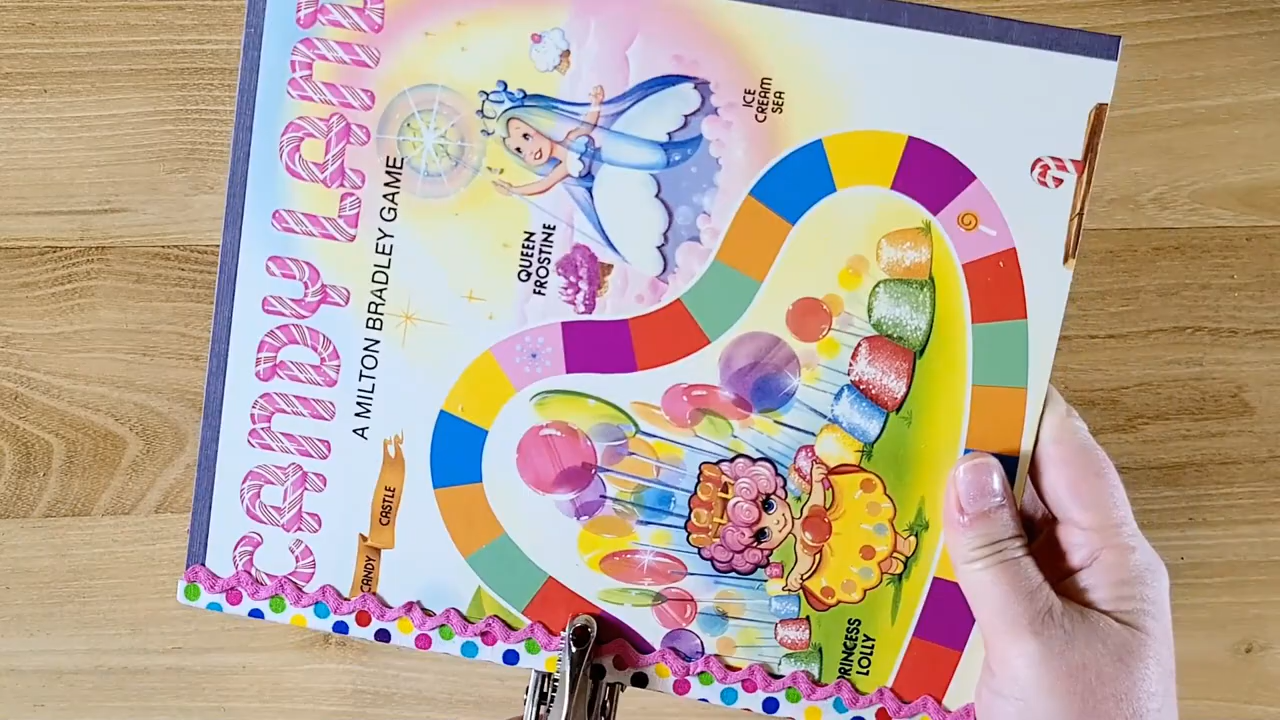 CANDY LAND
A MILTON BRADLEY GAME
CANDY CASTLE
QUEEN
FROSTINE
ICE
CREAM
SEA
PRINCESS
LOLLY